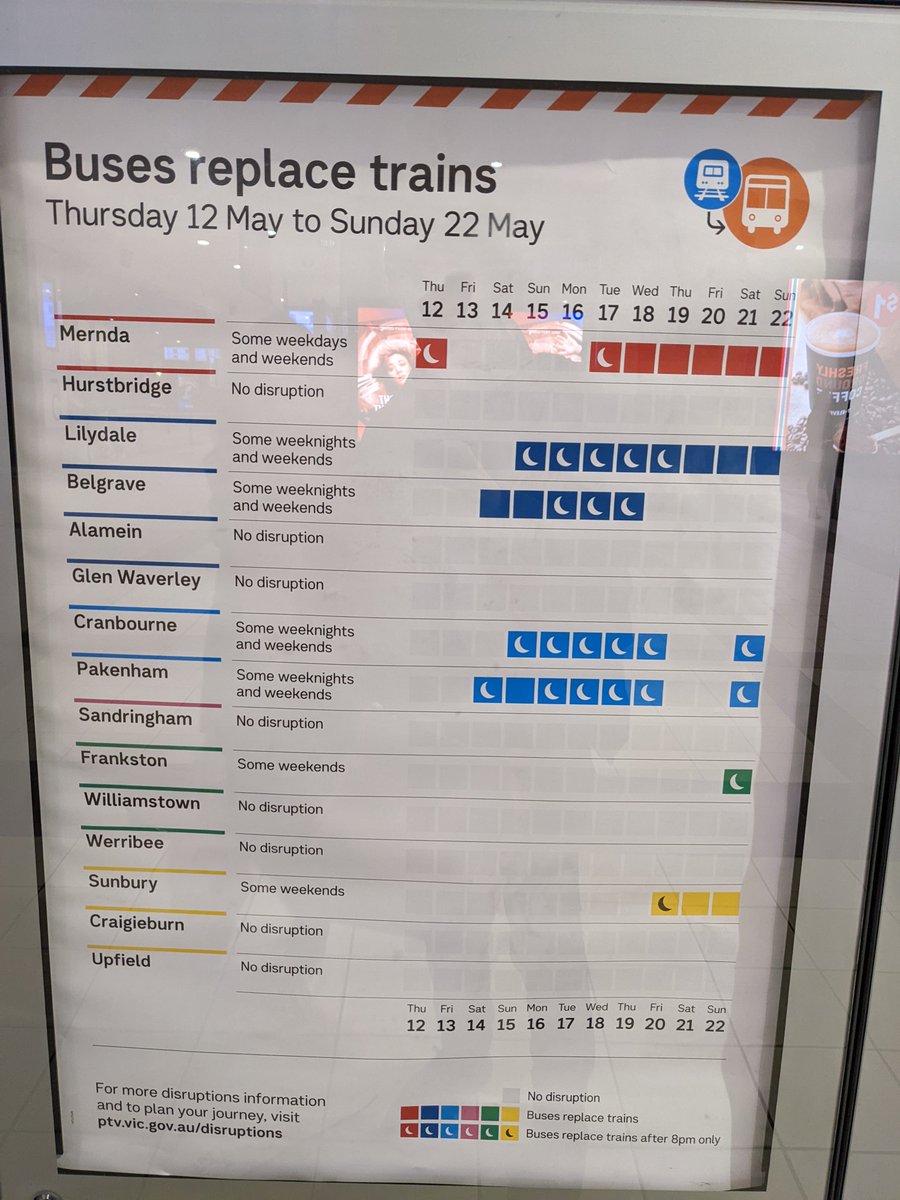 Buses replace trains
Thursday 12 May to Sunday 22 May
Thu Fri Sat Sun Mon Tue Wed Thu Fri Sat Sun
12 13 14 15 16 17 18 19 20 21 22
Mernda
Some weekdays
and weekends
Hurstbridge
No disruption
Lilydale
Some weeknights
and weekends
Belgrave
Some weeknights
and weekends
Alamein
No disruption
Glen Waverley
No disruption
Cranbourne
Some weeknights
and weekends
Pakenham
Some weeknights
and weekends
Sandringham
No disruption
Frankston
Some weekends
Williamstown
No disruption
Werribee
No disruption
Sunbury
Some weekends
Craigieburn
No disruption
Upfield
No disruption
Thu Fri Sat Sun Mon Tue Wed Thu Fri Sat Sun
12 13 14 15 16 17 18 19 20 21 22
For more disruptions information
and to plan your journey, visit
ptv.vic.gov.au/disruptions
No disruption
Buses replace trains
Buses replace trains after 8pm only
$1
FRESHLY